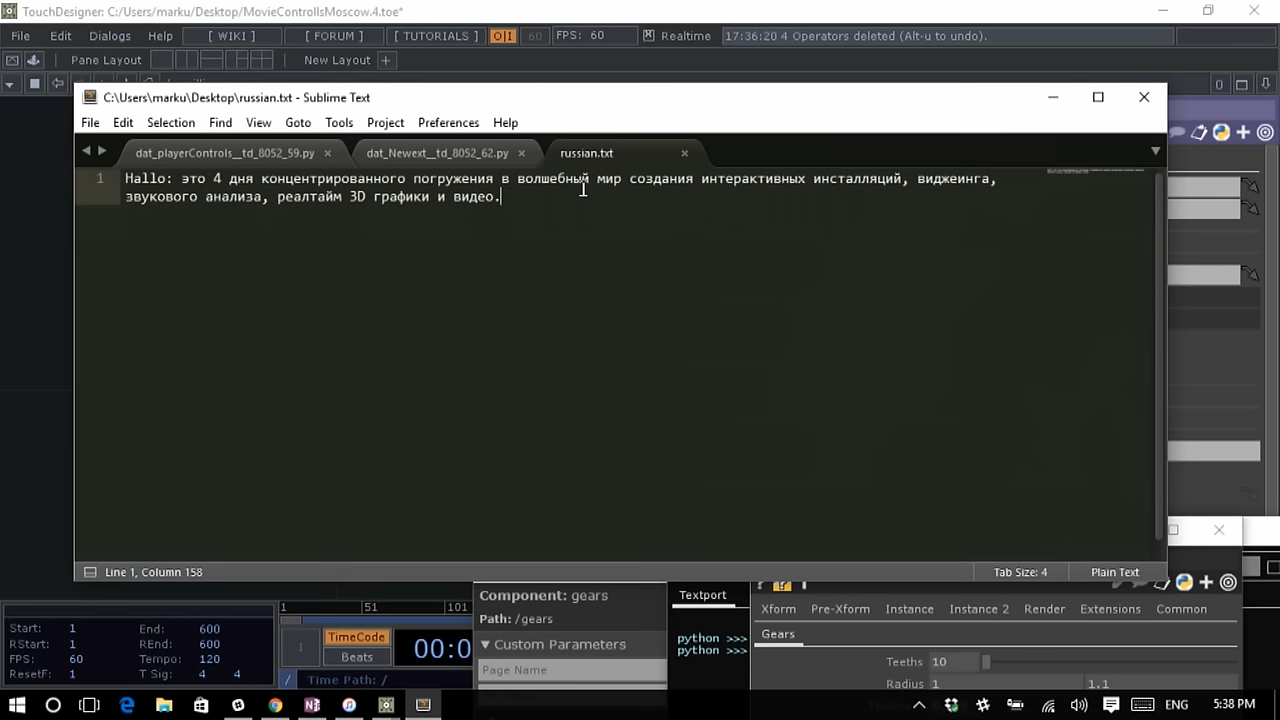 TouchDesigner: C:/Users/marku/Desktop/MovieControllsMoscow.4.toe*
File Edit Dialogs Help [ WIKI ] [ FORUM ] [ TUTORIALS ] O|I 60 FPS: 60 Realtime 17:36:20 4 Operators deleted (Alt-u to undo).
Pane Layout New Layout +
C:\Users\marku\Desktop\russian.txt - Sublime Text
File Edit Selection Find View Goto Tools Project Preferences Help
dat_playerControls__td_8052_59.py dat_Newext__td_8052_62.py russian.txt
1 Hallo: это 4 дня концентрированного погружения в волшебный мир создания интерактивных инсталляций, виджеинга,
звукового анализа, реалтайм 3D графики и видео.
Line 1, Column 158 Tab Size: 4 Plain Text
Component: gears
Path: /gears
Custom Parameters
Page Name
Textport
python >>>
python >>>
Xform Pre-Xform Instance Instance 2 Render Extensions Common
Gears
Teeths 10
Radius 1 1.1
1 51 101
Start: 1 End: 600
RStart: 1 REnd: 600
FPS: 60 Tempo: 120
ResetF: 1 T Sig: 4 4
TimeCode
Beats
00:0
/ Time Path: /
ENG 5:38 PM